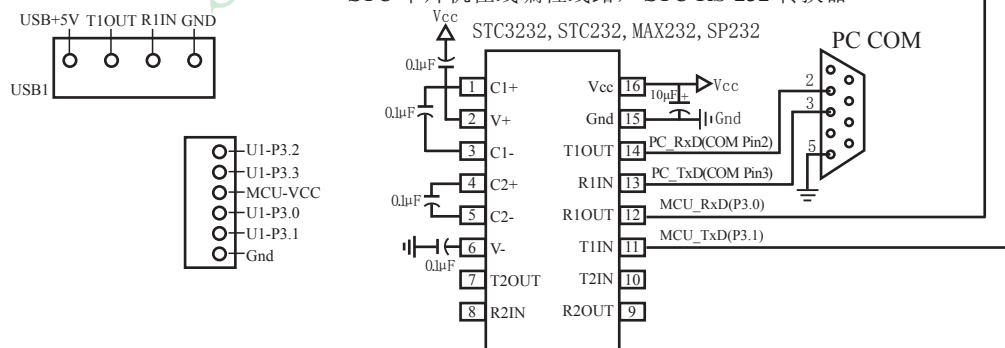 USB+5V T1OUT R1IN GND
USB1
U1-P3.2
U1-P3.3
MCU-VCC
U1-P3.0
U1-P3.1
Gnd
Vcc
STC3232,STC232,MAX232,SP232
0.1μF
0.1μF
0.1μF
0.1μF
1 C1+
2 V+
3 C1-
4 C2+
5 C2-
6 V-
7 T2OUT
8 R2IN
Vcc 16
Gnd 15
T1OUT 14
R1IN 13
R1OUT 12
T1IN 11
T2IN 10
R2OUT 9
Vcc
10μF +
Gnd
PC_RxD(COM Pin2)
PC_TxD(COM Pin3)
MCU_RxD(P3.0)
MCU_TxD(P3.1)
PC COM
2
3
5